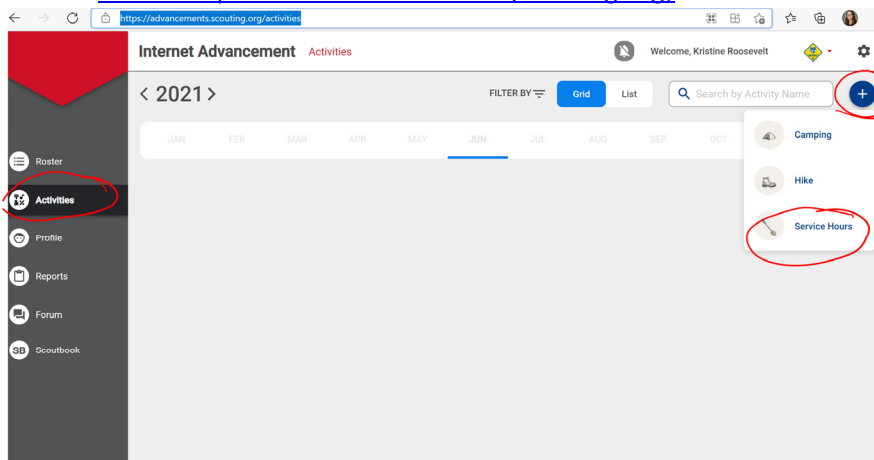 https://advancements.scouting.org/activities
Internet Advancement Activities
Welcome, Kristine Roosevelt
< 2021 >
FILTER BY
Grid
List
Search by Activity Name
+
JAN FEB MAR APR MAY JUN JUL AUG SEP OCT
Camping
Hike
Service Hours
Roster
Activities
Profile
Reports
Forum
SB Scoutbook